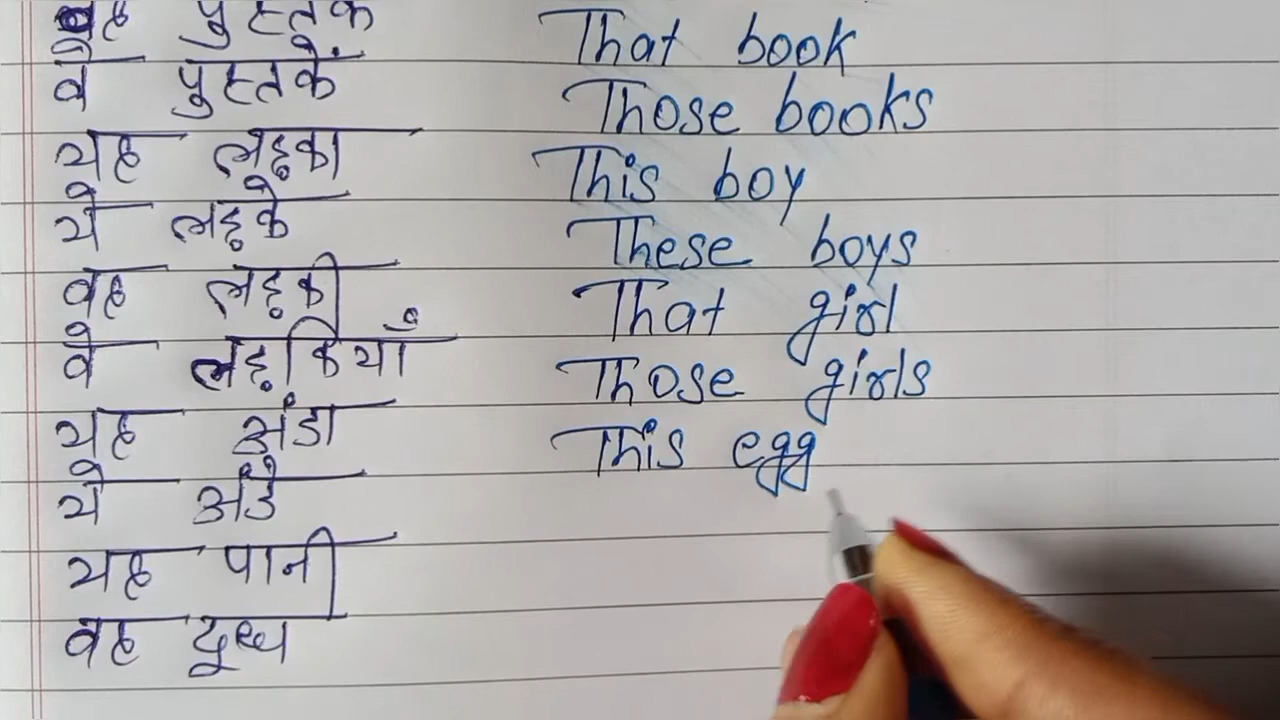 वह पुस्तक That book
वे पुस्तकें Those books
यह लड़का This boy
ये लड़के These boys
वह लड़की That girl
वे लड़कियाँ Those girls
यह अंडा This egg
ये अंडे
यह पानी
वह दूध